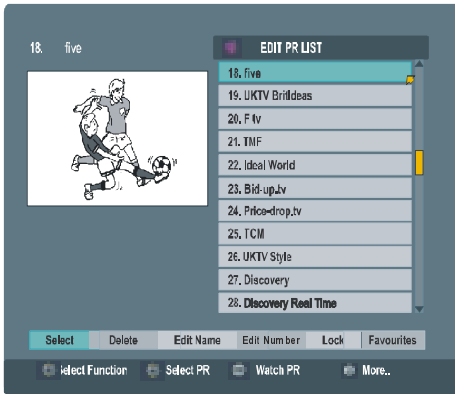 18. five
EDIT PR LIST
18. five
19. UKTV BritIdeas
20. F tv
21. TMF
22. Ideal World
23. Bid-up.tv
24. Price-drop.tv
25. TCM
26. UKTV Style
27. Discovery
28. Discovery Real Time
Select Delete Edit Name Edit Number Lock Favourites
Select Function Select PR Watch PR More..